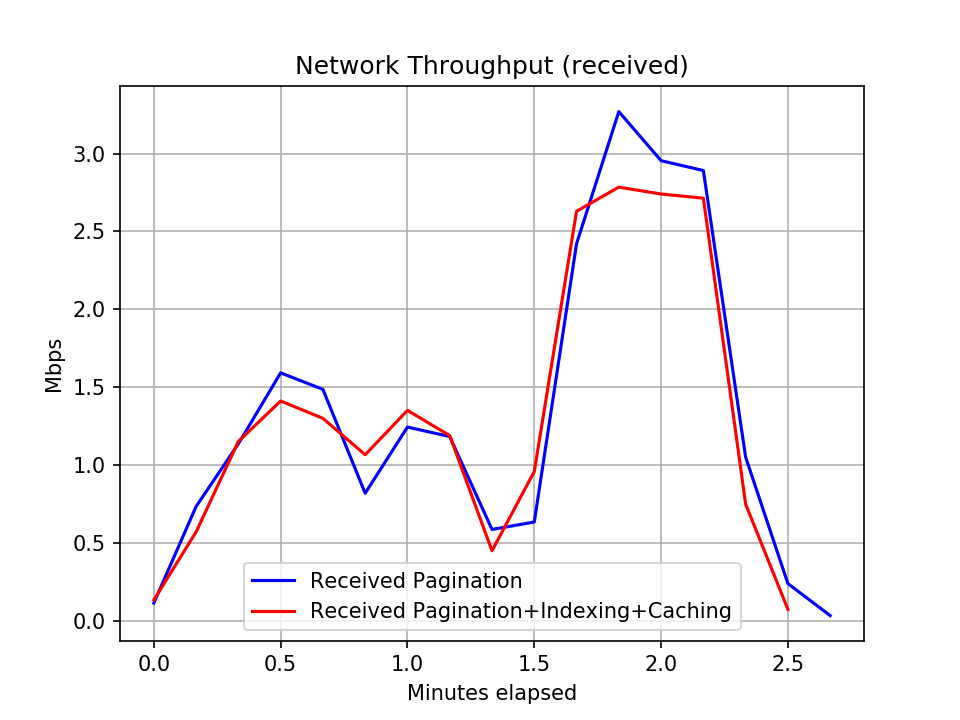 Network Throughput (received)
Mbps
3.0
2.5
2.0
1.5
1.0
0.5
0.0
Received Pagination
Received Pagination+Indexing+Caching
0.0 0.5 1.0 1.5 2.0 2.5
Minutes elapsed